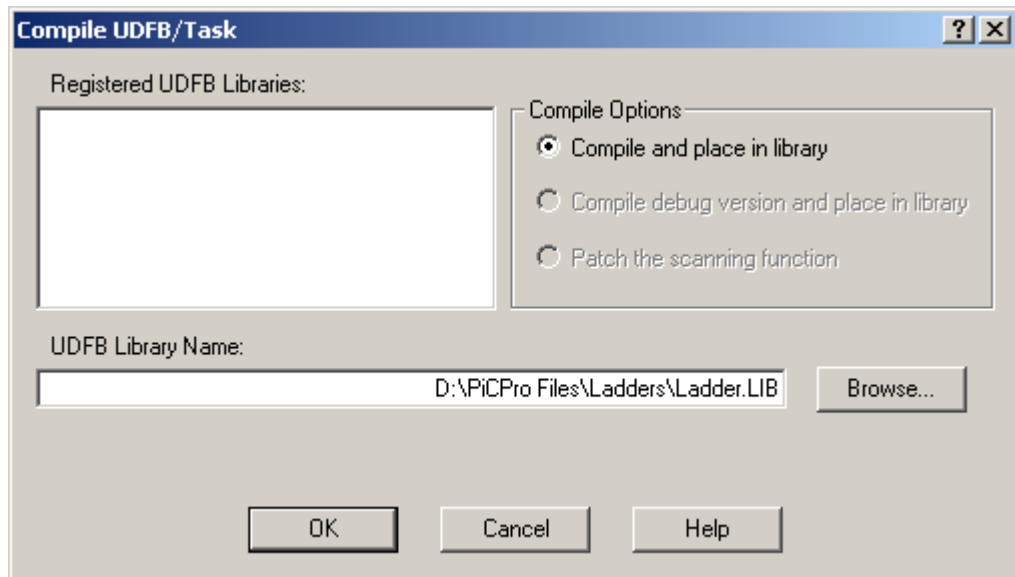 Compile UDFB/Task
Registered UDFB Libraries:
Compile Options
Compile and place in library
Compile debug version and place in library
Patch the scanning function
UDFB Library Name:
D:\PiCPro Files\Ladders\Ladder.LIB
Browse...
OK
Cancel
Help